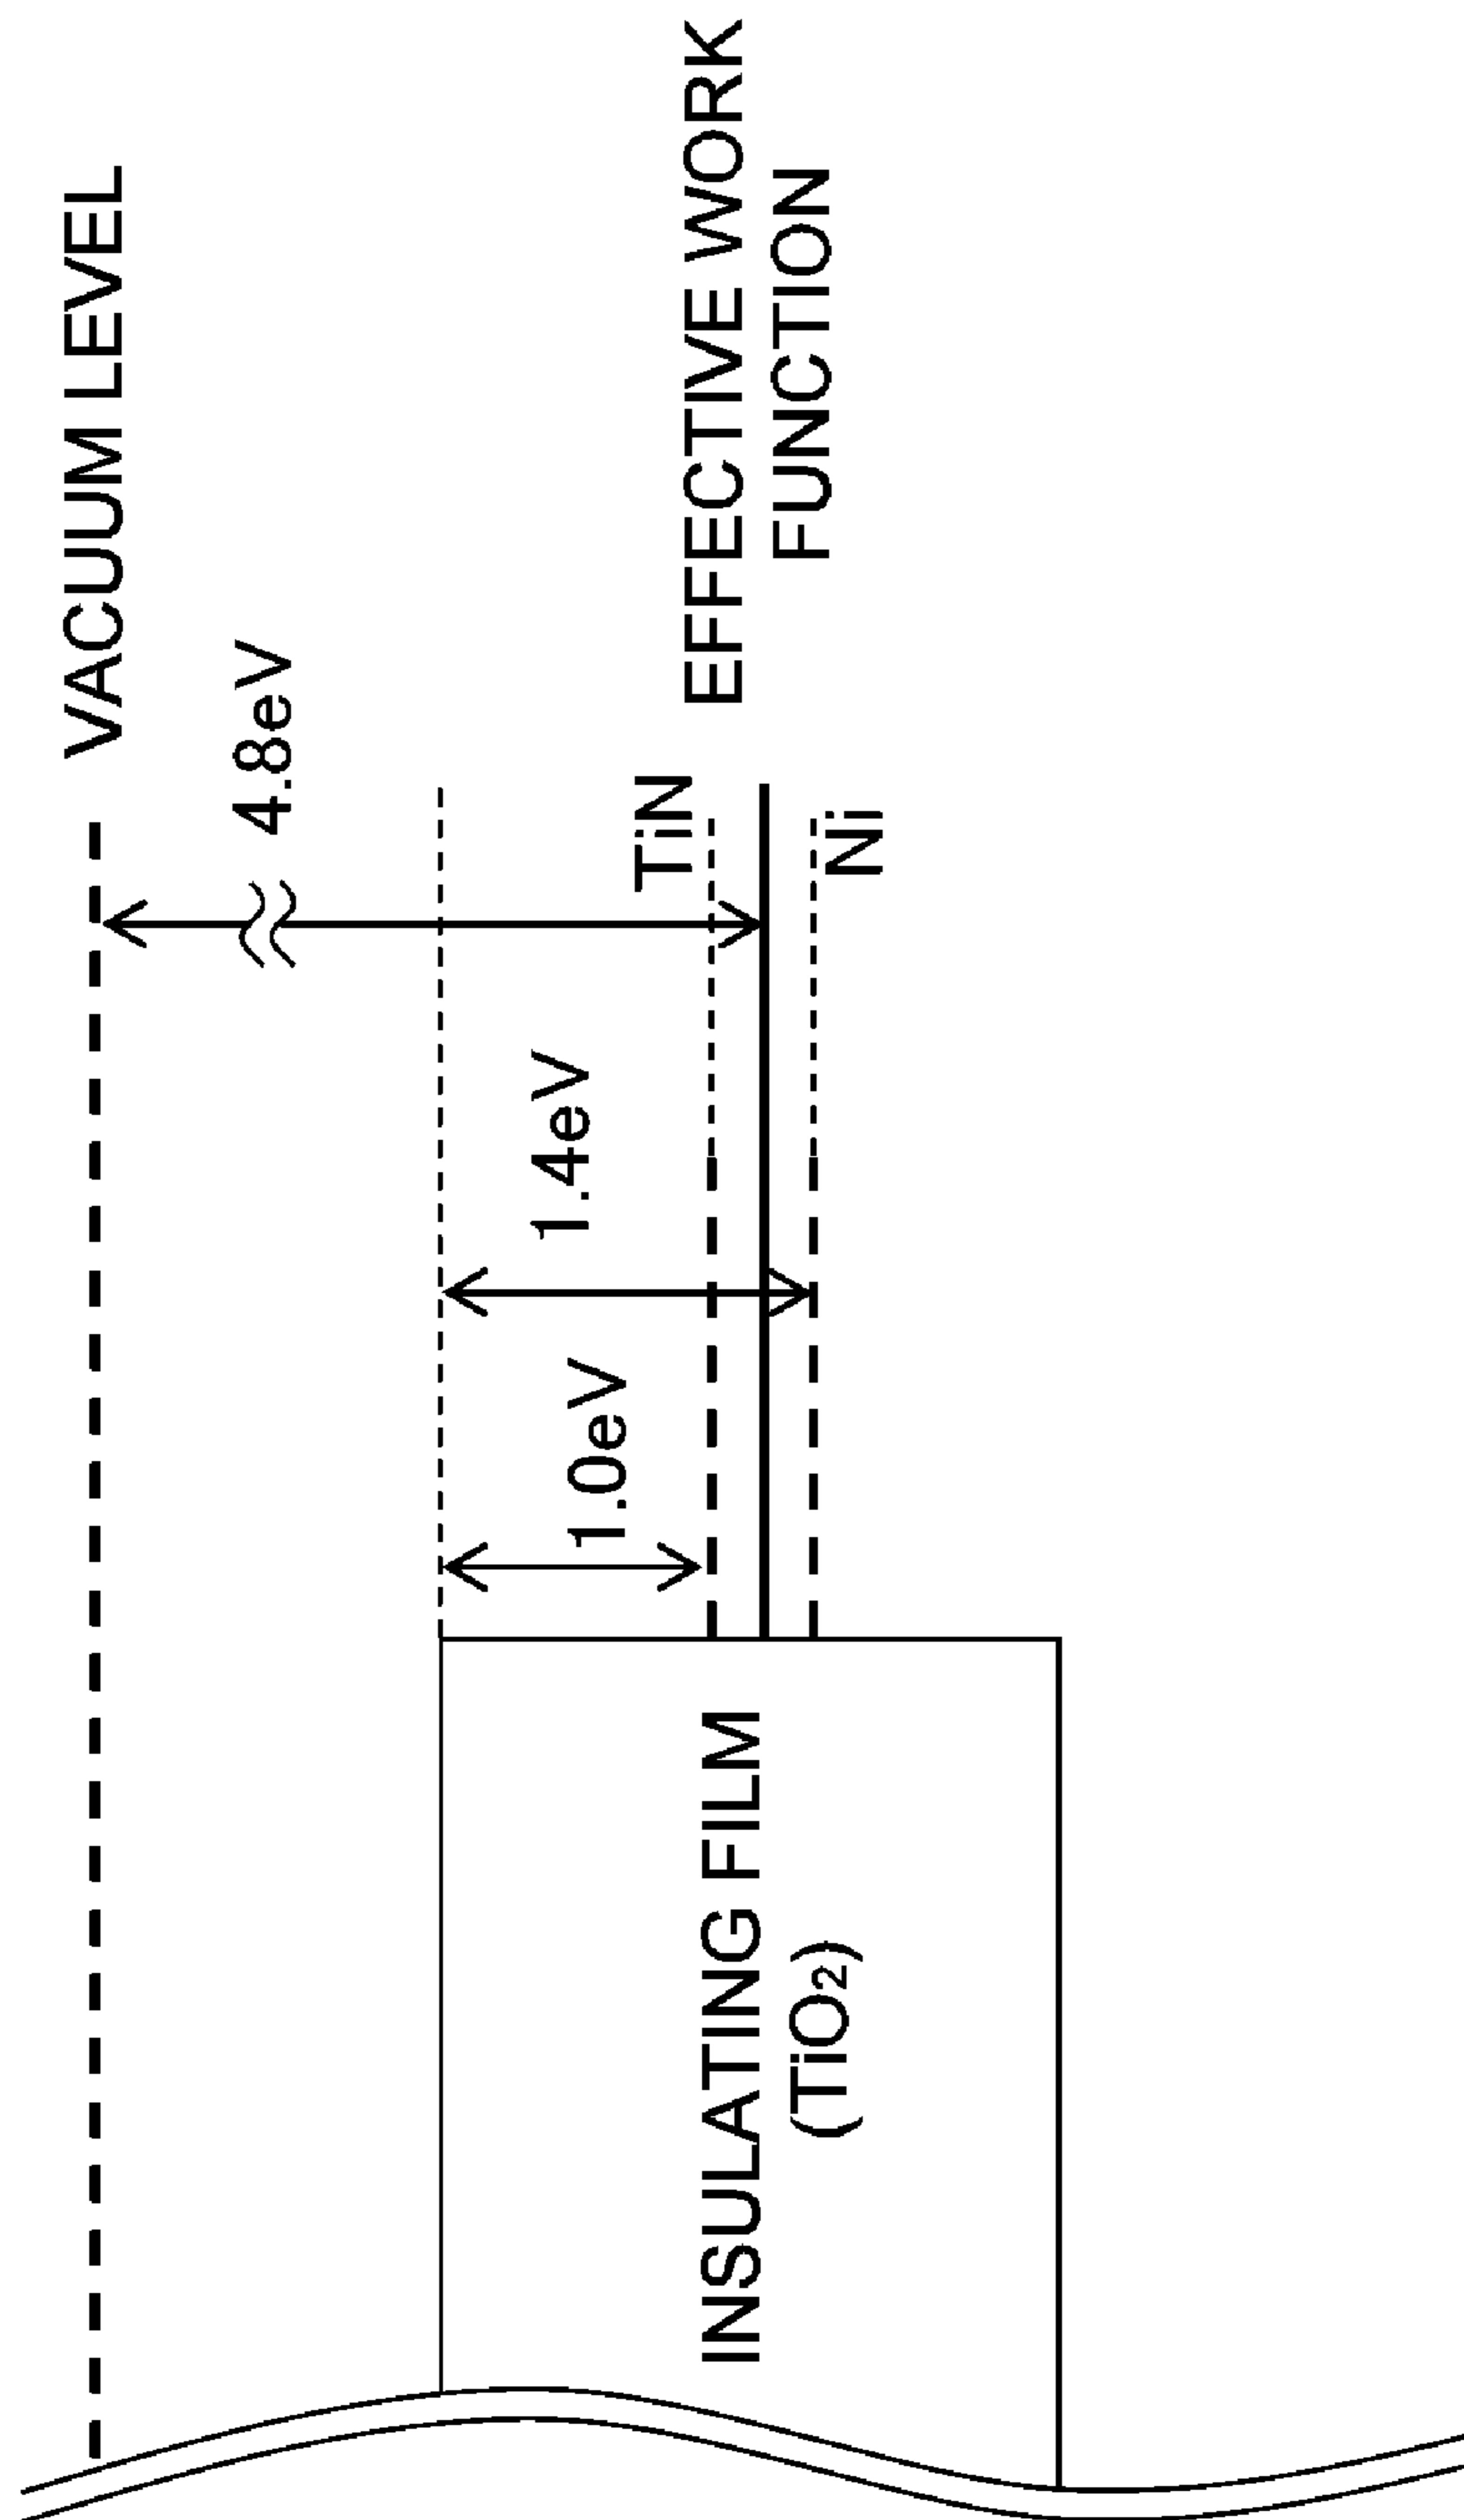 VACUUM LEVEL
4.8eV
1.4eV
1.0eV
TiN
EFFECTIVE WORK
FUNCTION
Ni
INSULATING FILM
(TiO₂)